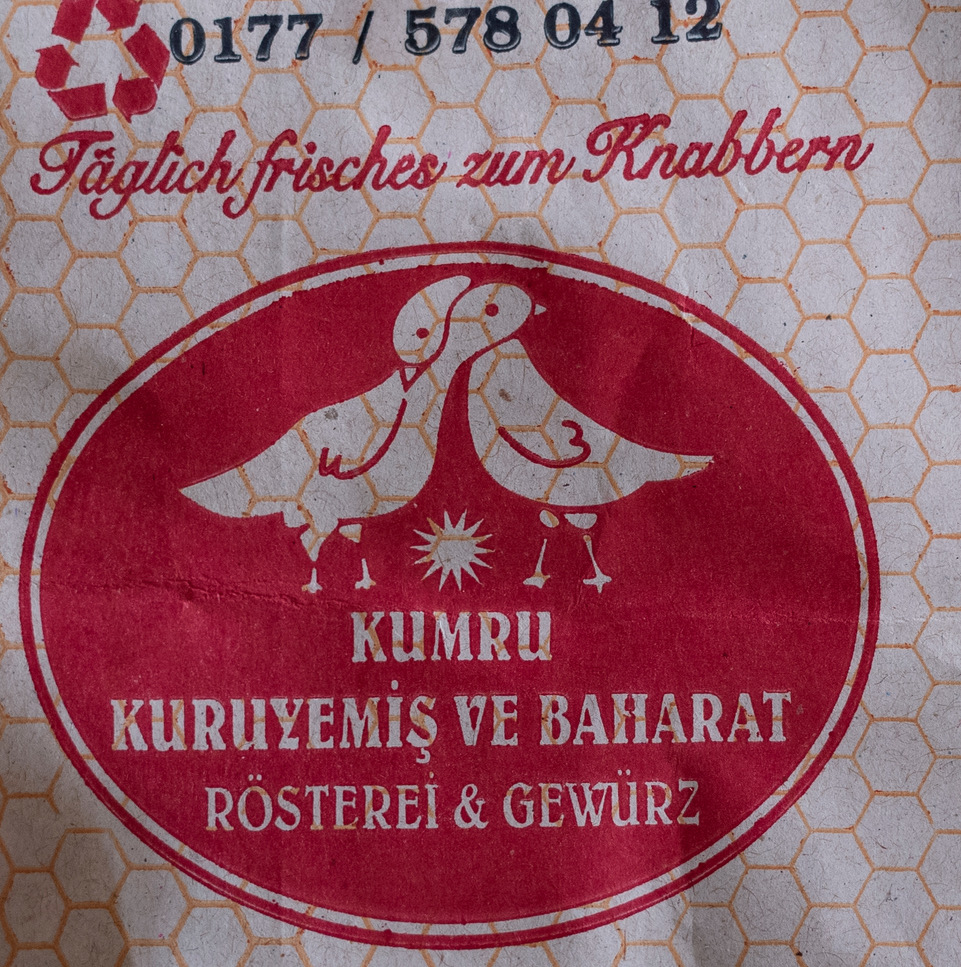 0177 / 578 04 12
Täglich frisches zum Knabbern
KUMRU
KURUYEMİŞ VE BAHARAT
RÖSTEREİ & GEWÜRZ